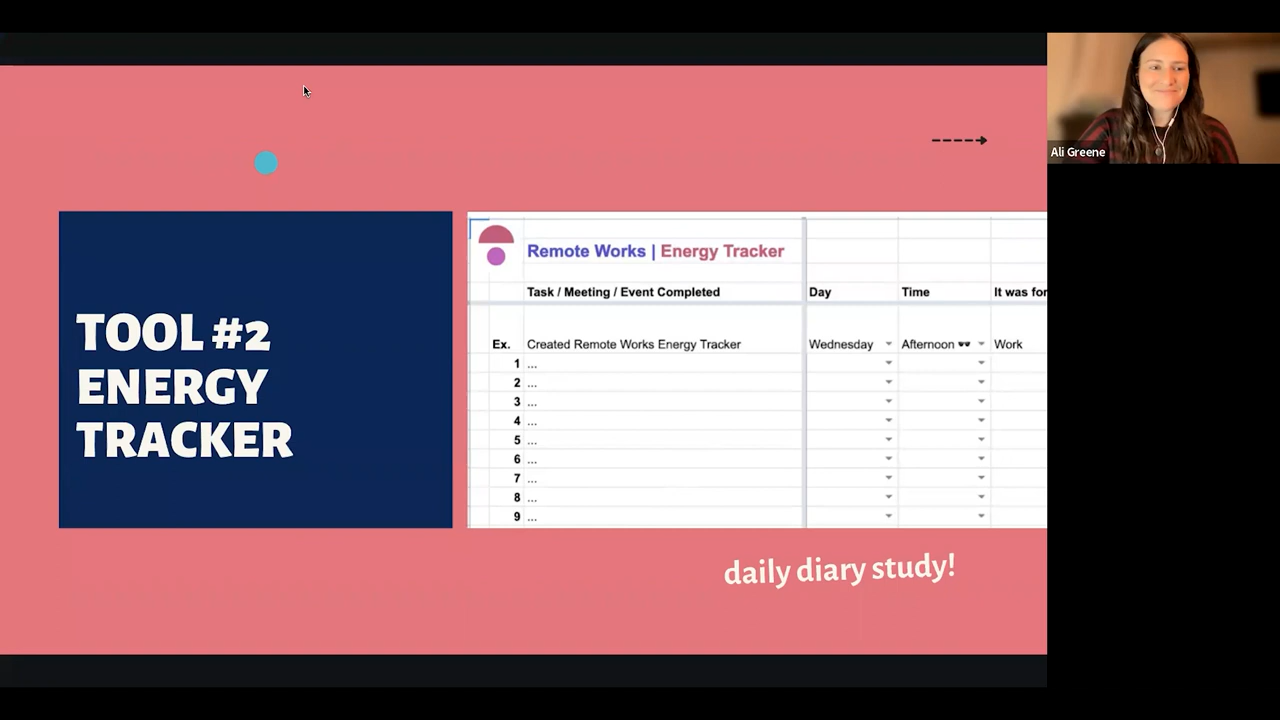 Ali Greene
TOOL #2
ENERGY
TRACKER
Remote Works | Energy Tracker
Task / Meeting / Event Completed Day Time It was for
Ex. Created Remote Works Energy Tracker Wednesday Afternoon 🕶 Work
1 ...
2 ...
3 ...
4 ...
5 ...
6 ...
7 ...
8 ...
9 ...
daily diary study!